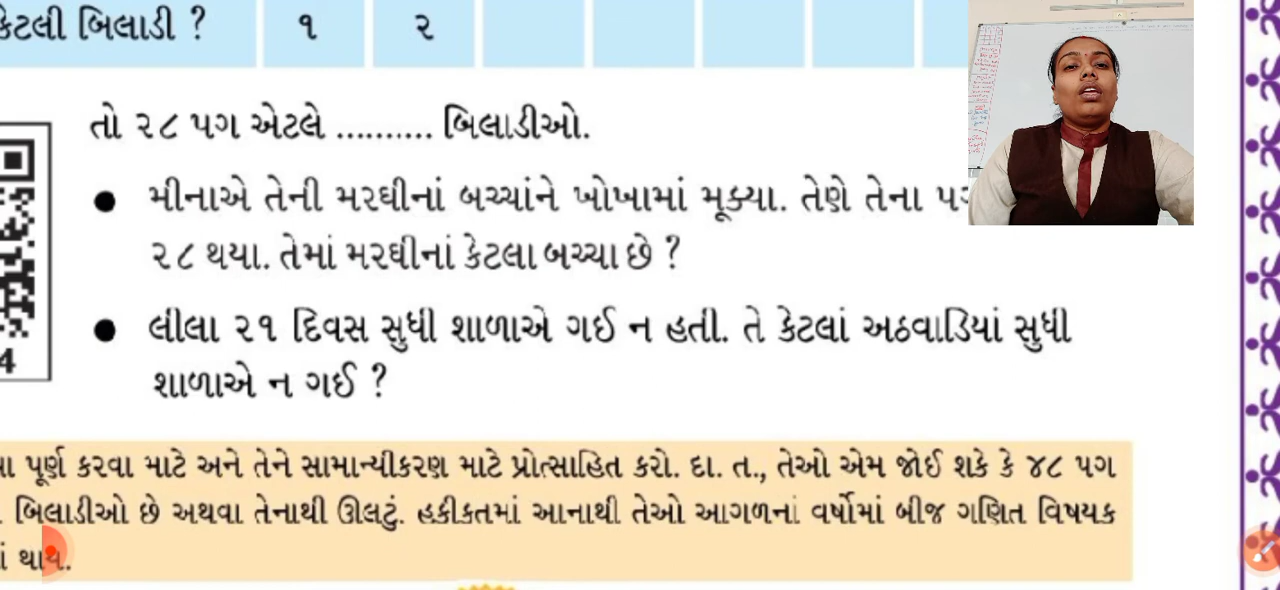 કેટલી બિલાડી ? ૧ ૨
તો ૨૮ પગ એટલે .......... બિલાડીઓ.
● મીનાએ તેની મરઘીનાં બચ્ચાંને ખોખામાં મૂક્યા. તેણે તેના
૨૮ થયા. તેમાં મરઘીનાં કેટલા બચ્ચા છે ?
● લીલા ૨૧ દિવસ સુધી શાળાએ ગઈ ન હતી. તે કેટલાં અઠવાડિયાં સુધી
શાળાએ ન ગઈ ?
4
પૂર્ણ કરવા માટે અને તેને સામાન્યીકરણ માટે પ્રોત્સાહિત કરો. દા. ત., તેઓ એમ જોઈ શકે કે ૪૮ પગ
બિલાડીઓ છે અથવા તેનાથી ઊલટું. હકીકતમાં આનાથી તેઓ આગળનાં વર્ષોમાં બીજ ગણિત વિષયક
થાય.